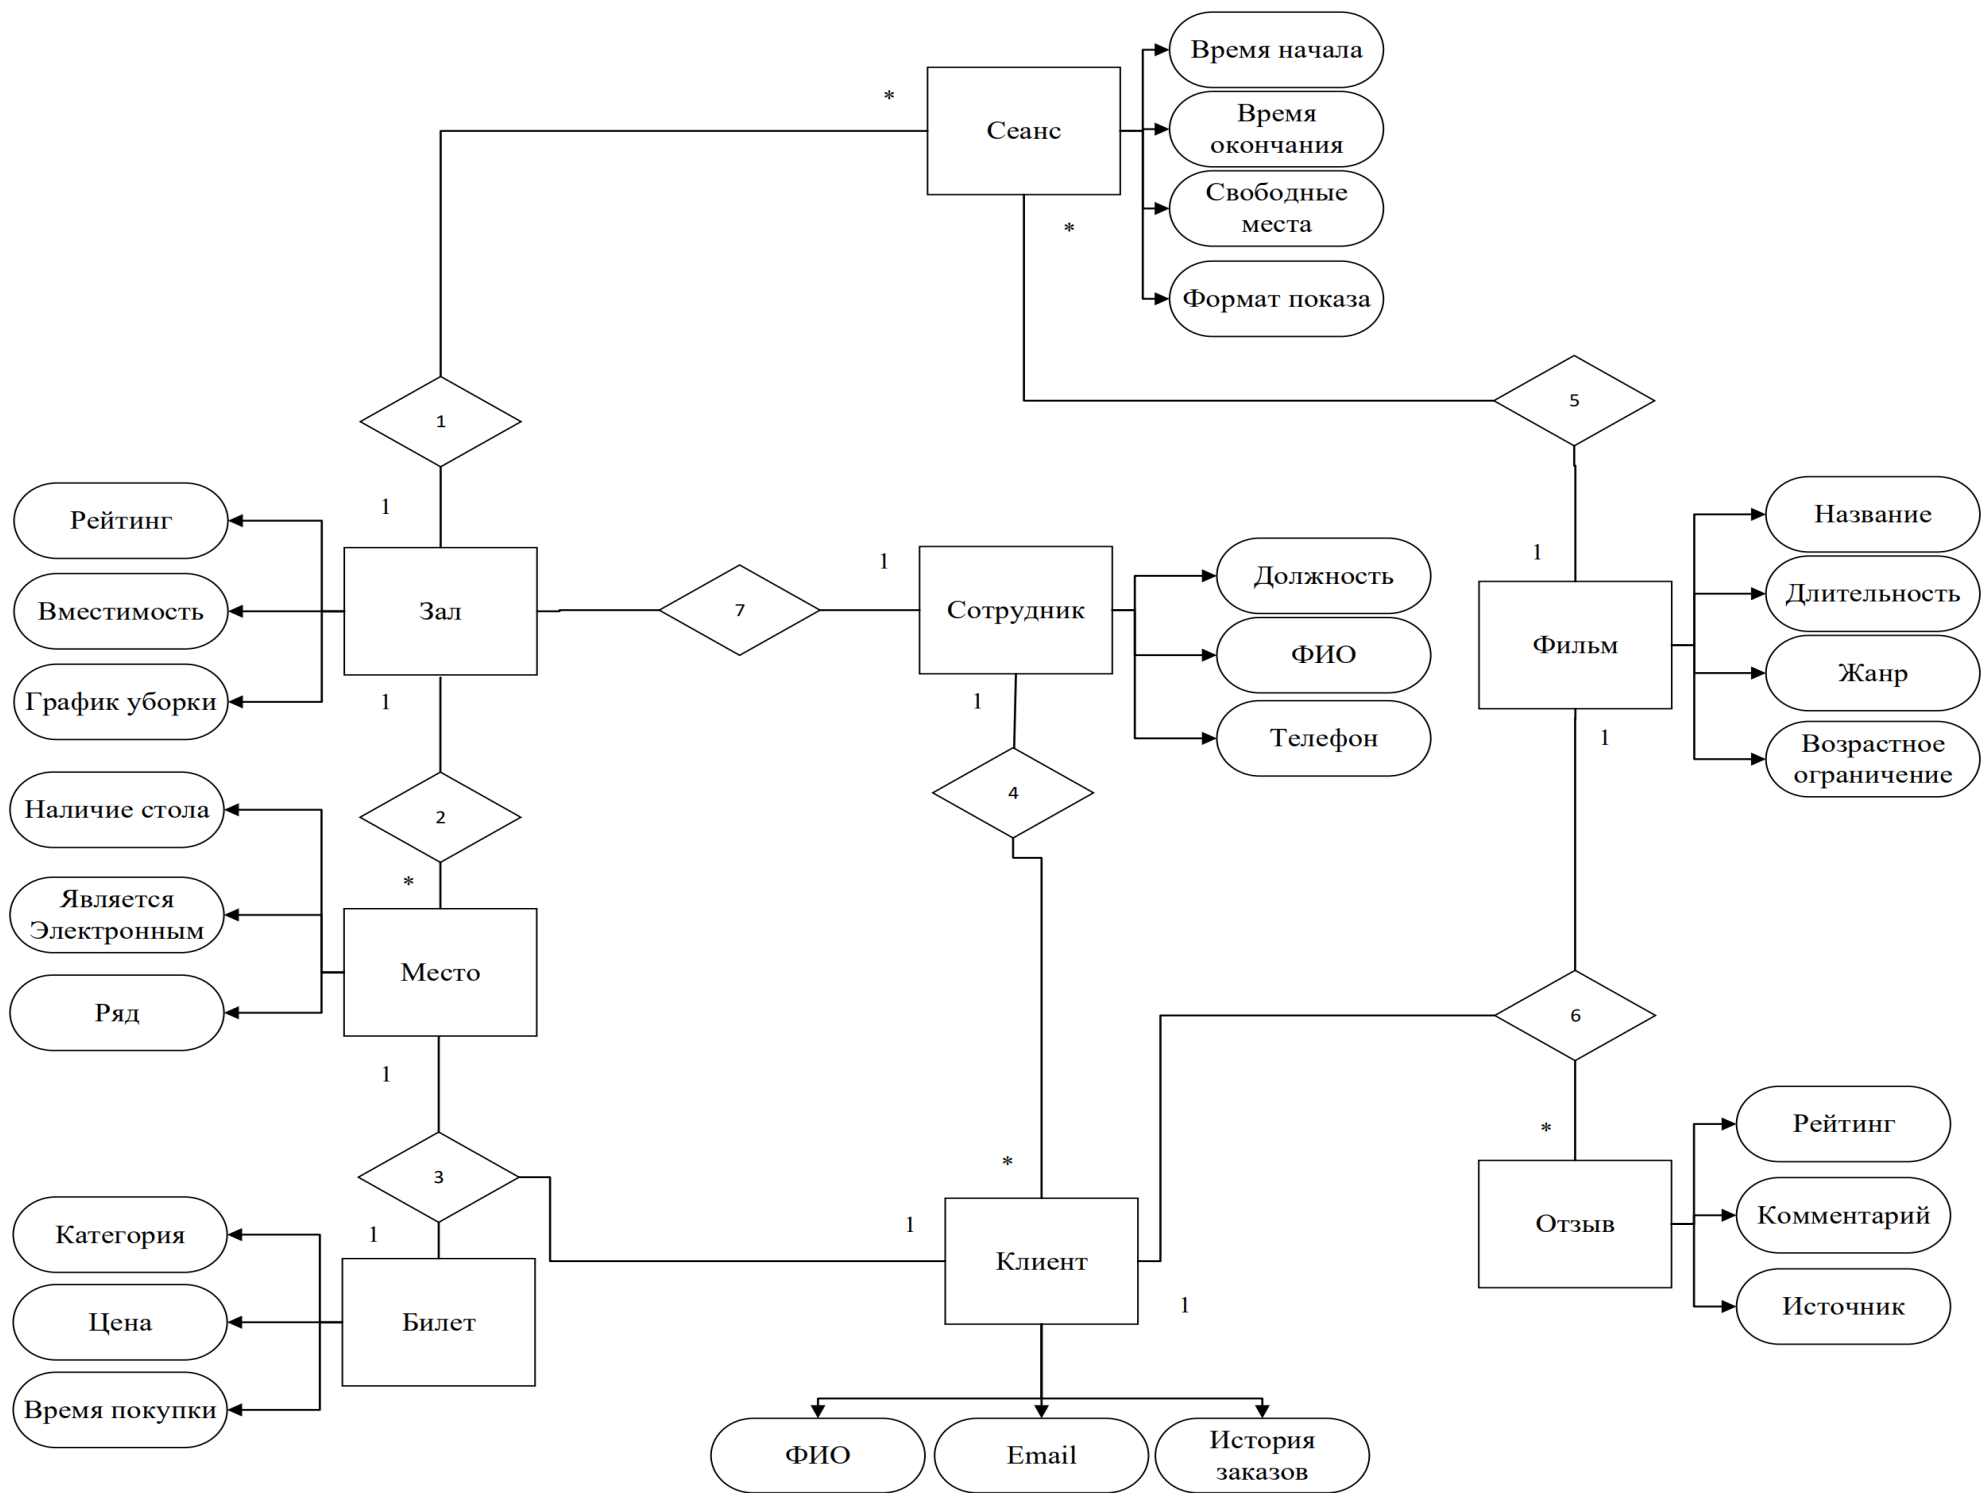 Время начала
*
Время
окончания
Сеанс
Свободные
места
*
Формат показа
5
1
Рейтинг
1
Название
1
1
Должность
Длительность
Вместимость
Зал
7
Сотрудник
ФИО
Фильм
Жанр
График уборки
1
1
Телефон
1
Возрастное
ограничение
Наличие стола
2
4
*
Является
Электронным
Место
Ряд
6
1
Рейтинг
*
*
3
Категория
1
1
Отзыв
Комментарий
Клиент
1
Источник
Цена
Билет
Время покупки
ФИО
Email
История
заказов